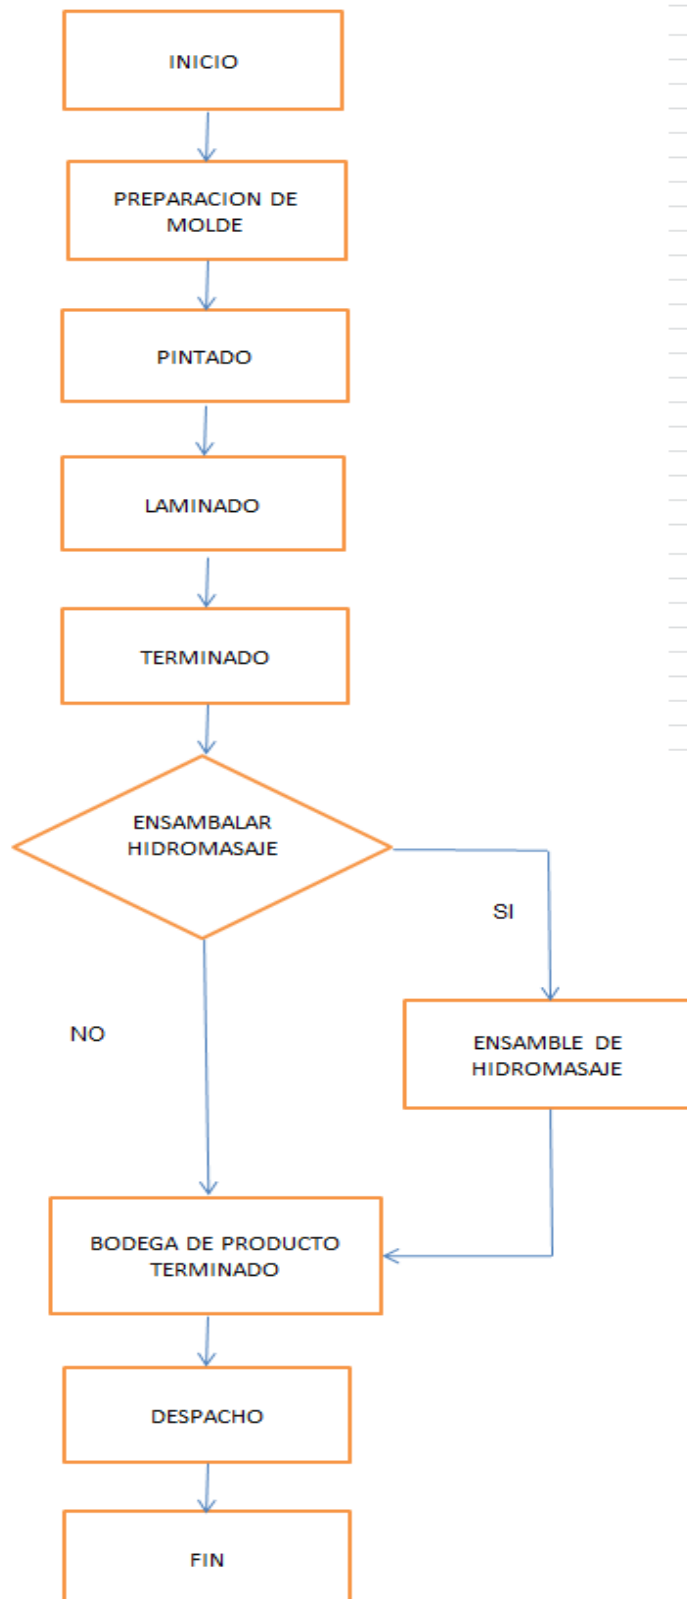 INICIO
PREPARACION DE
MOLDE
PINTADO
LAMINADO
TERMINADO
ENSAMBALAR
HIDROMASAJE
SI
NO
ENSAMBLE DE
HIDROMASAJE
BODEGA DE PRODUCTO
TERMINADO
DESPACHO
FIN